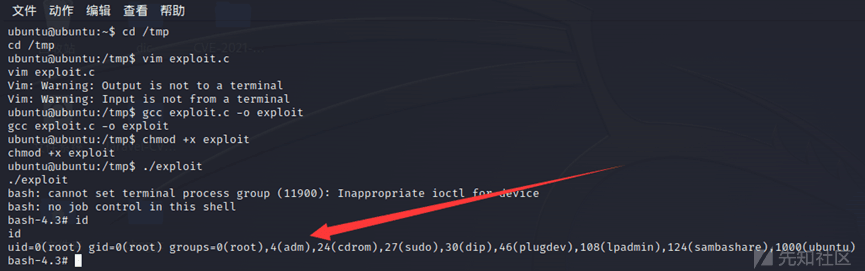 文件 动作 编辑 查看 帮助
ubuntu@ubuntu:~$ cd /tmp
cd /tmp
ubuntu@ubuntu:/tmp$ vim exploit.c
vim exploit.c
Vim: Warning: Output is not to a terminal
Vim: Warning: Input is not from a terminal
ubuntu@ubuntu:/tmp$ gcc exploit.c -o exploit
gcc exploit.c -o exploit
ubuntu@ubuntu:/tmp$ chmod +x exploit
chmod +x exploit
ubuntu@ubuntu:/tmp$ ./exploit
./exploit
bash: cannot set terminal process group (11900): Inappropriate ioctl for device
bash: no job control in this shell
bash-4.3# id
id
uid=0(root) gid=0(root) groups=0(root),4(adm),24(cdrom),27(sudo),30(dip),46(plugdev),108(lpadmin),124(sambashare),1000(ubuntu)
bash-4.3#
先知社区